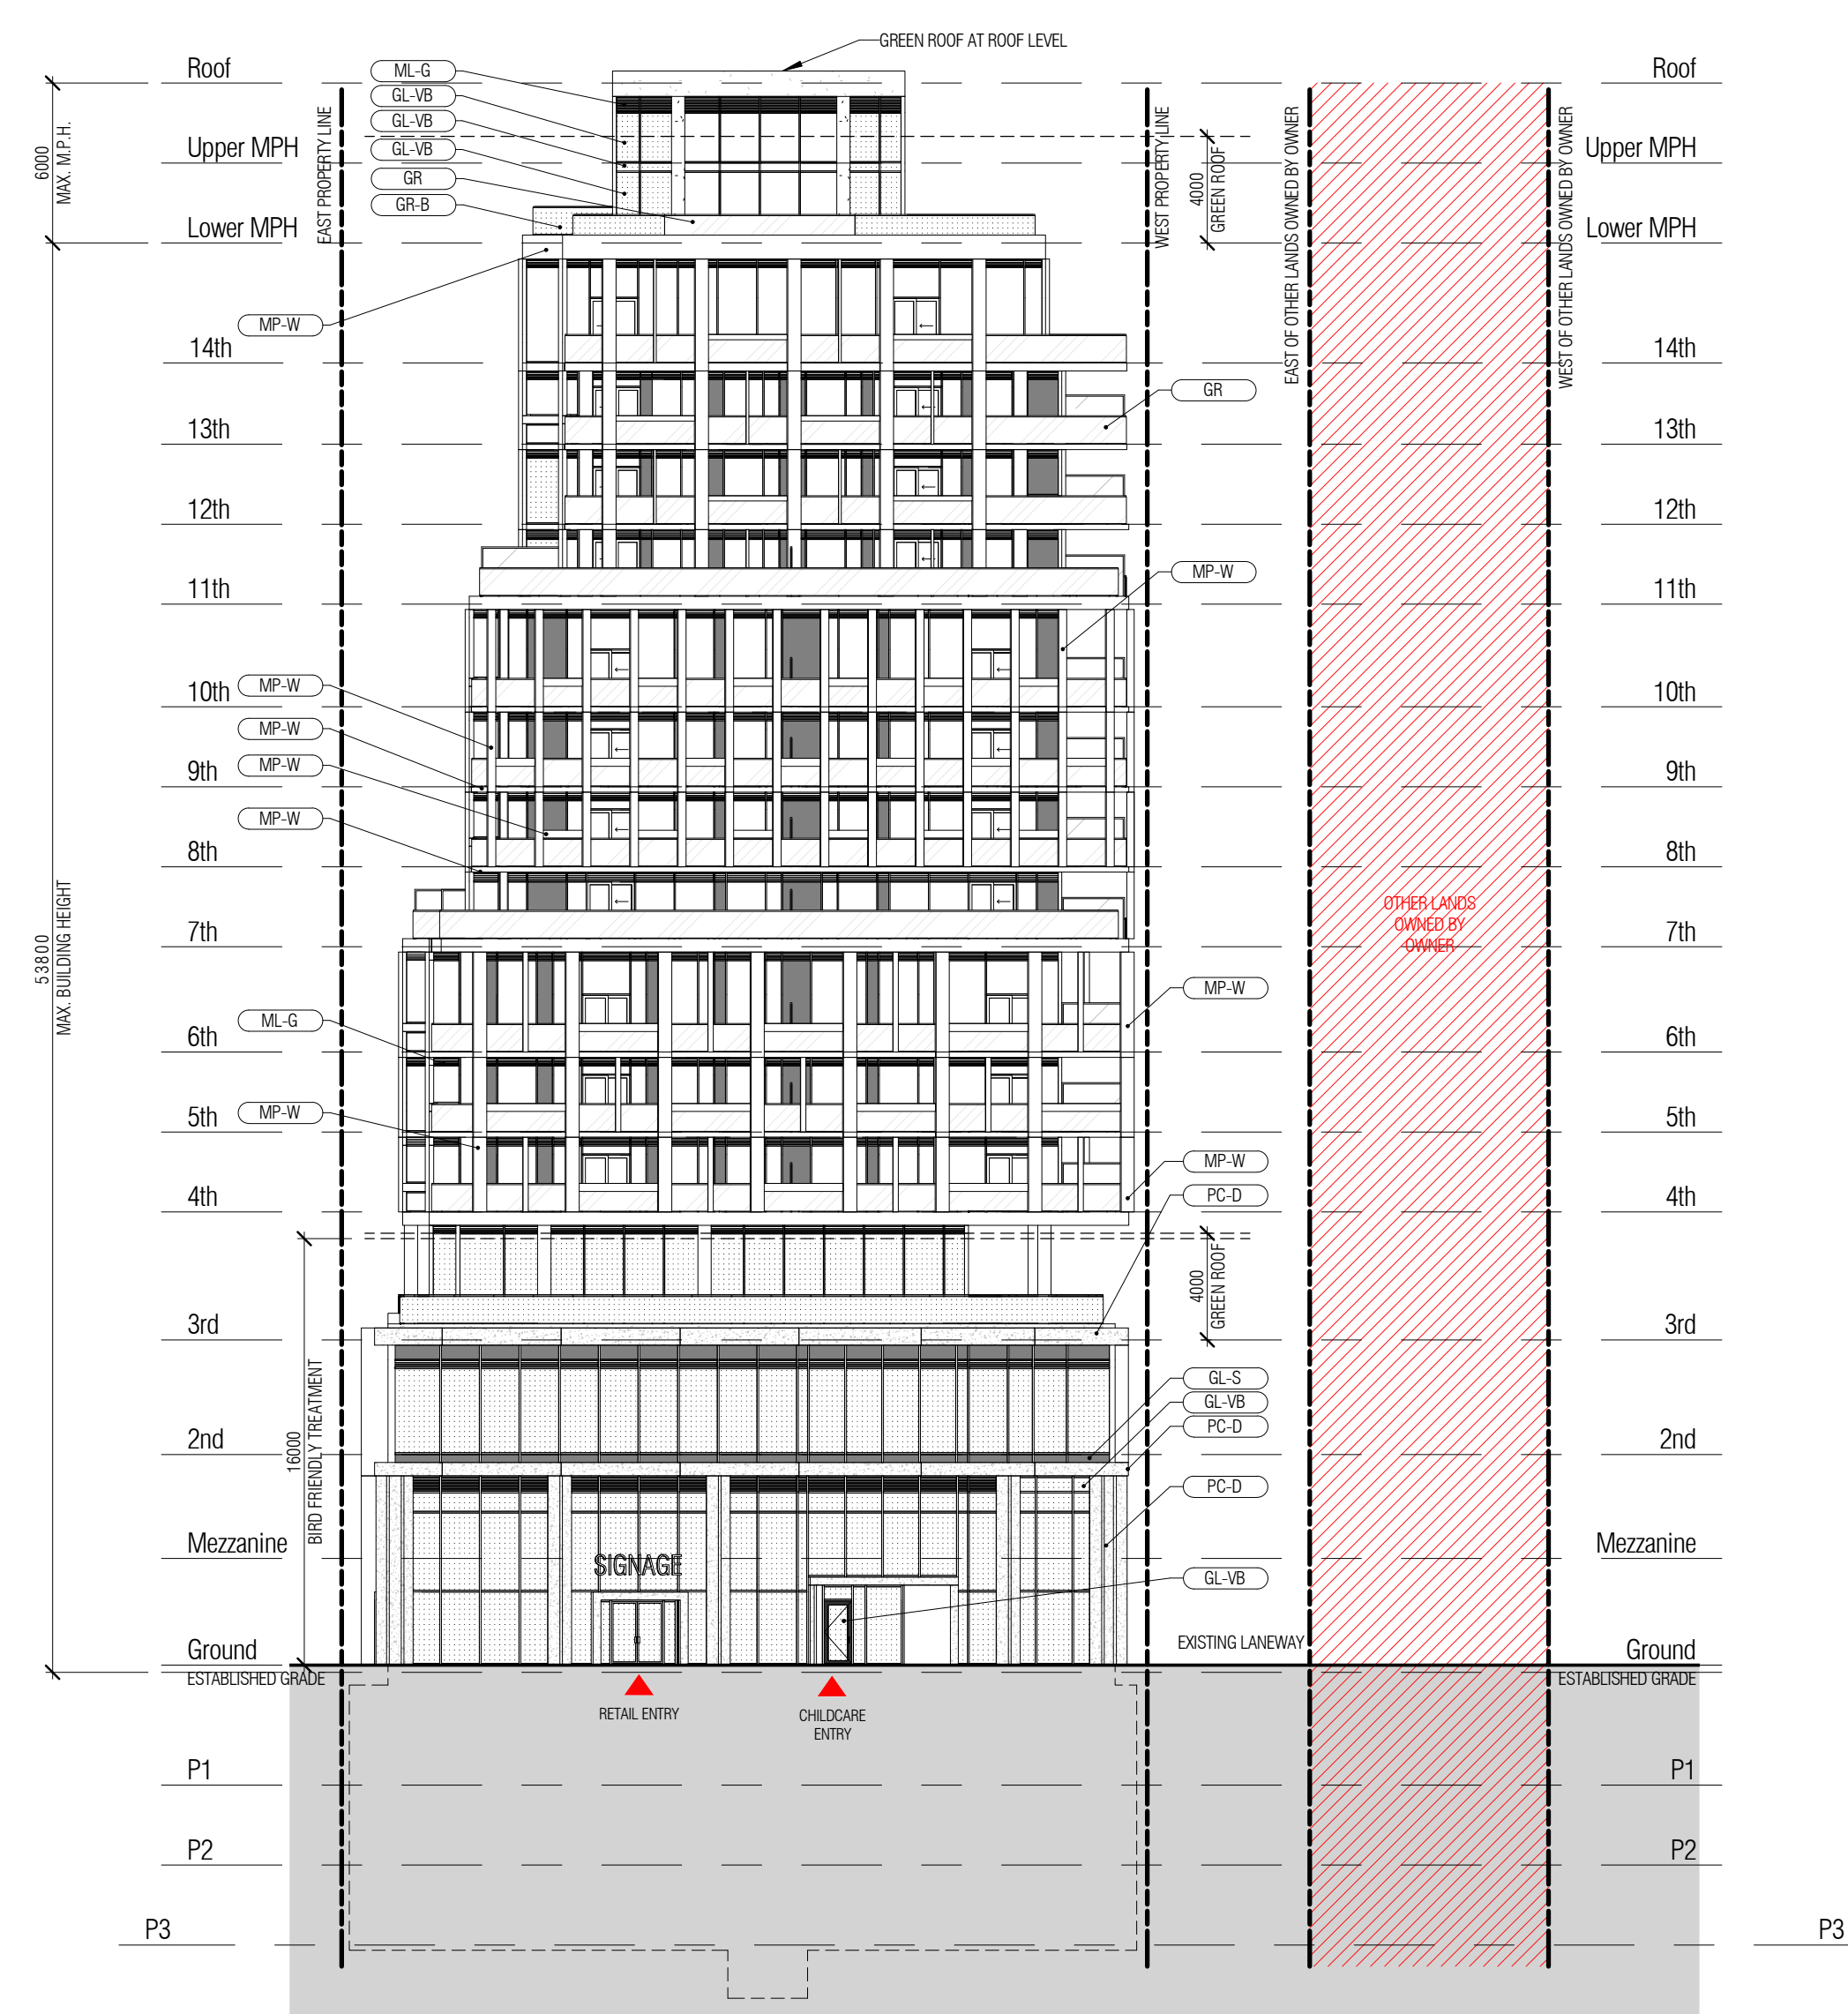 GREEN ROOF AT ROOF LEVEL
Roof
Roof
ML-G
GL-VB
GL-VB
GL-VB
GR
GR-B
6000
MAX. M.P.H.
Upper MPH
Upper MPH
EAST PROPERTY LINE
WEST PROPERTY LINE
4000
GREEN ROOF
EAST OF OTHER LANDS OWNED BY OWNER
WEST OF OTHER LANDS OWNED BY OWNER
Lower MPH
Lower MPH
MP-W
14th
14th
GR
13th
13th
12th
12th
MP-W
11th
11th
10th
MP-W
10th
MP-W
9th
MP-W
9th
MP-W
8th
8th
53800
MAX. BUILDING HEIGHT
OTHER LANDS
OWNED BY
OWNER
7th
7th
MP-W
ML-G
6th
6th
5th
MP-W
5th
MP-W
4th
PC-D
4th
4000
GREEN ROOF
3rd
3rd
16000
BIRD FRIENDLY TREATMENT
GL-S
GL-VB
PC-D
2nd
2nd
PC-D
Mezzanine
Mezzanine
SIGNAGE
GL-VB
EXISTING LANEWAY
Ground
Ground
ESTABLISHED GRADE
ESTABLISHED GRADE
RETAIL ENTRY
CHILDCARE
ENTRY
P1
P1
P2
P2
P3
P3